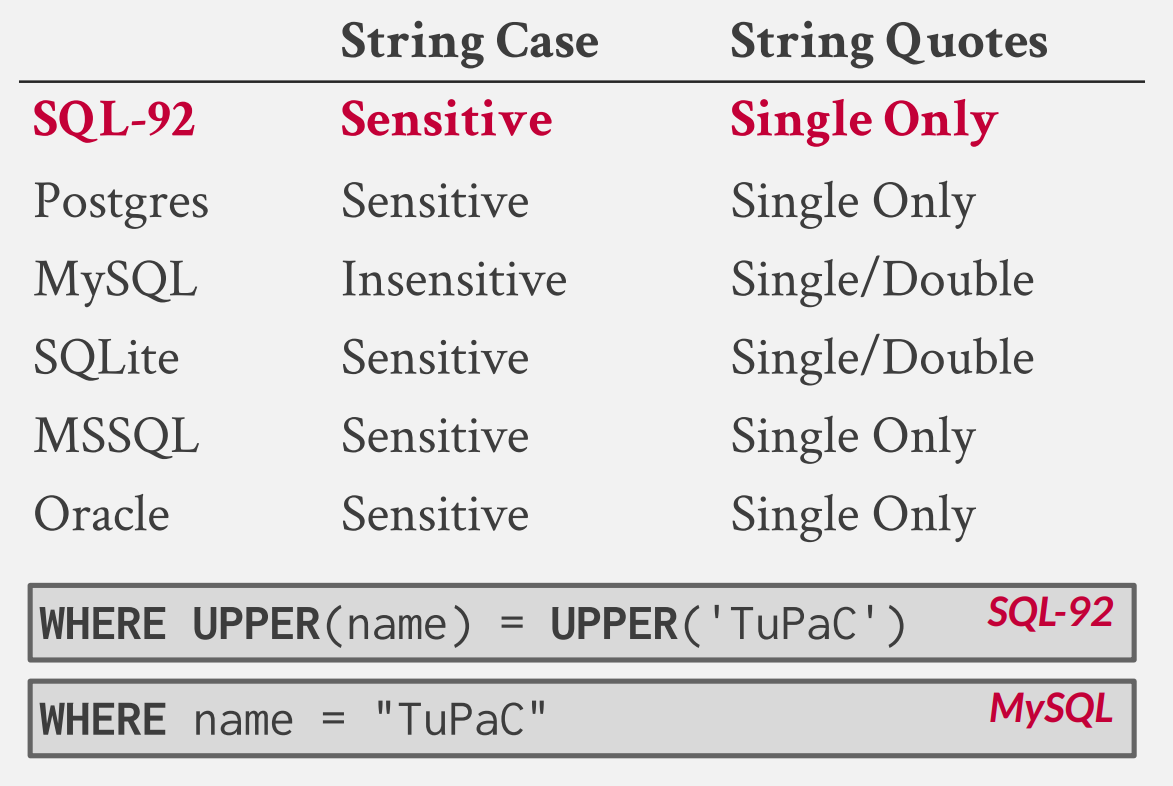 String Case String Quotes
SQL-92 Sensitive Single Only
Postgres Sensitive Single Only
MySQL Insensitive Single/Double
SQLite Sensitive Single/Double
MSSQL Sensitive Single Only
Oracle Sensitive Single Only
WHERE UPPER(name) = UPPER('TuPaC') SQL-92
WHERE name = "TuPaC" MySQL